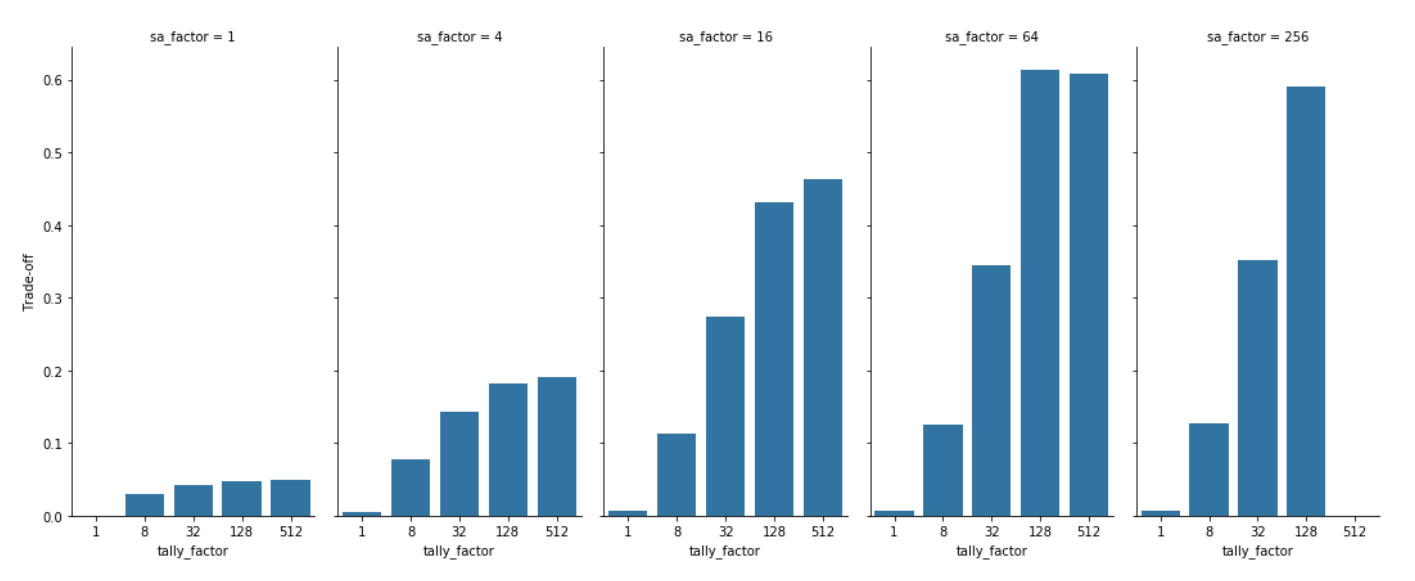 sa_factor = 1
sa_factor = 4
sa_factor = 16
sa_factor = 64
sa_factor = 256
Trade-off
0.6
0.5
0.4
0.3
0.2
0.1
0.0
1 8 32 128 512
1 8 32 128 512
1 8 32 128 512
1 8 32 128 512
1 8 32 128 512
tally_factor
tally_factor
tally_factor
tally_factor
tally_factor